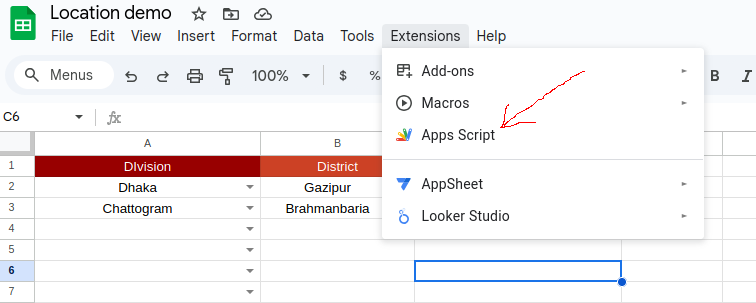 Location demo
File Edit View Insert Format Data Tools Extensions Help
Menus 100% $ % B I
Add-ons
Macros
Apps Script
AppSheet
Looker Studio
C6 fx
A B
1 DIvision District
2 Dhaka Gazipur
3 Chattogram Brahmanbaria
4
5
6
7